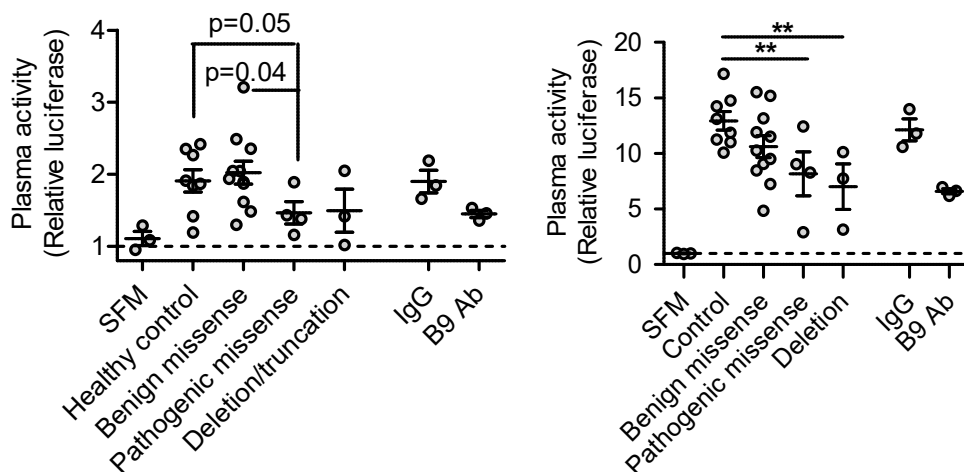 Plasma activity
(Relative luciferase)
4
3
2
1
p=0.05
p=0.04
SFM
Healthy control
Benign missense
Pathogenic missense
Deletion/truncation
IgG
B9 Ab
Plasma activity
(Relative luciferase)
20
15
10
5
0
**
**
SFM
Control
Benign missense
Pathogenic missense
Deletion
IgG
B9 Ab